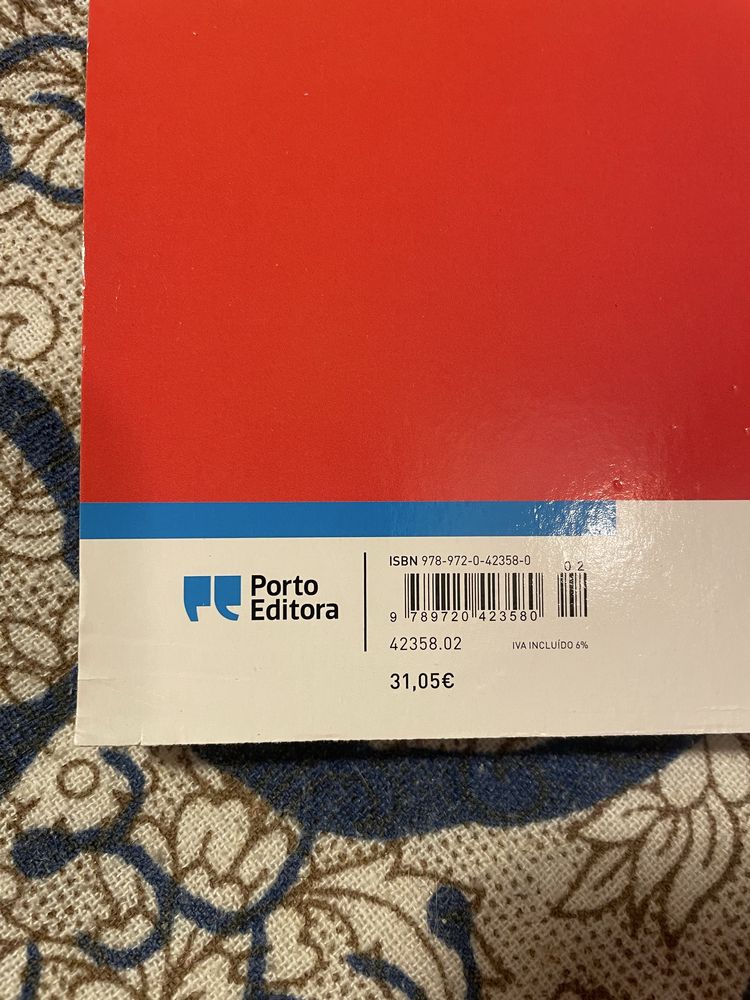 Porto
Editora
ISBN 978-972-0-42358-0
02
9 789720 423580
42358.02
IVA INCLUÍDO 6%
31,05€